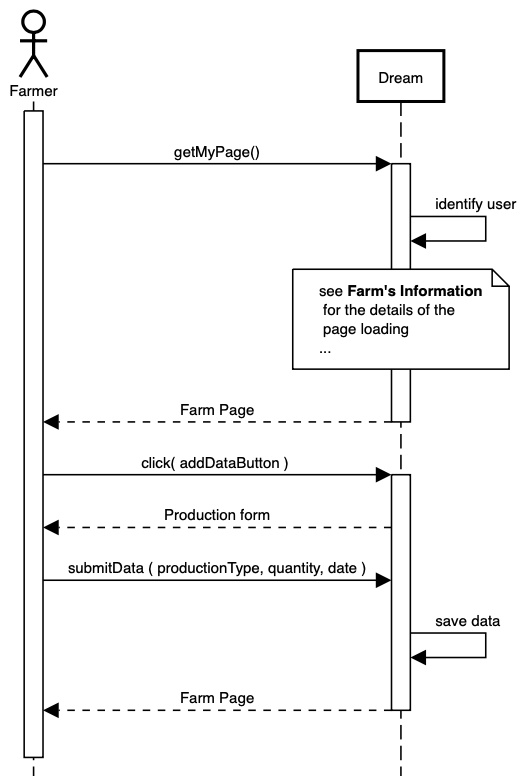 Farmer
Dream
getMyPage()
identify user
see Farm's Information
for the details of the
page loading
...
Farm Page
click( addDataButton )
Production form
submitData ( productionType, quantity, date )
save data
Farm Page